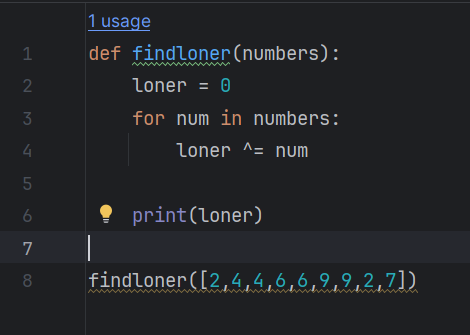 1 usage
1 def findloner(numbers):
2     loner = 0
3     for num in numbers:
4         loner ^= num
5
6     print(loner)
7
8 findloner([2,4,4,6,6,9,9,2,7])